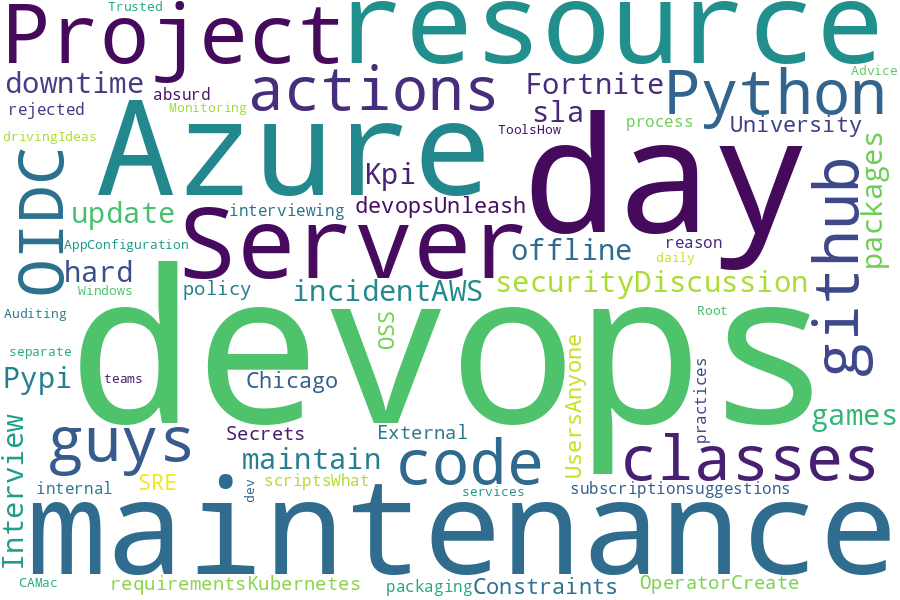 Trusted
Project
resource
downtime
absurd
actions
Fortnite
Python
Advice
rejected
Monitoring
sla
drivingIdeas
Azure
ToolsHow
process
University
day
OIDC
Kpi
github
packages
update
interviewing
devopsUnleash
Server
AppConfiguration
offline
reason
daily
hard
Windows
policy
incidentAWS
securityDiscussion
Auditing
devops
OSS
Root
separate
Pypi
teams
Chicago
UsersAnyone
practices
games
Interview
guys
Secrets
External
maintain
code
classes
internal
SRE
dev
scriptsWhat
services
subscriptionsuggestions
maintenance
CAMac
requirementsKubernetes
packaging
Constraints
OperatorCreate